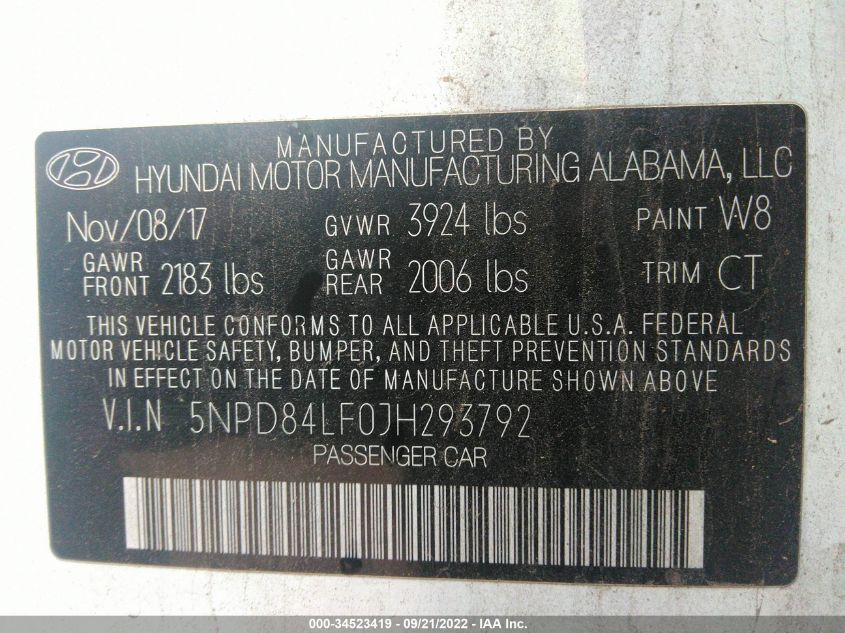 MANUFACTURED BY
HYUNDAI MOTOR MANUFACTURING ALABAMA, LLC
Nov/08/17 GVWR 3924 lbs PAINT W8
GAWR FRONT 2183 lbs GAWR REAR 2006 lbs TRIM CT
THIS VEHICLE CONFORMS TO ALL APPLICABLE U.S.A. FEDERAL
MOTOR VEHICLE SAFETY, BUMPER, AND THEFT PREVENTION STANDARDS
IN EFFECT ON THE DATE OF MANUFACTURE SHOWN ABOVE
V.I.N 5NPD84LF0JH293792
PASSENGER CAR
000-34523419 - 09/21/2022 - IAA Inc.